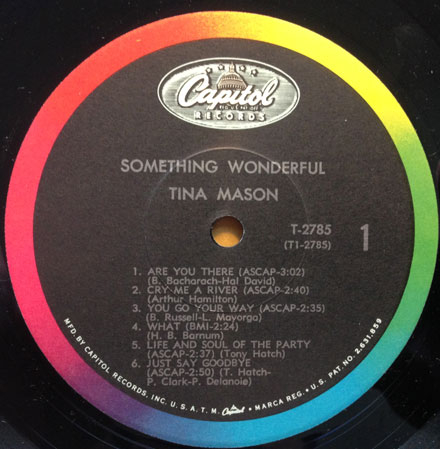 Capitol
RECORDS
SOMETHING WONDERFUL
TINA MASON
T-2785
(T1-2785)
1
1. ARE YOU THERE (ASCAP-3:02)
(B. Bacharach-Hal David)
2. CRY ME A RIVER (ASCAP-2:40)
(Arthur Hamilton)
3. YOU GO YOUR WAY (ASCAP-2:35)
(B. Russell-L. Mayorga)
4. WHAT (BMI-2:24)
(H. B. Barnum)
5. LIFE AND SOUL OF THE PARTY
(ASCAP-2:37) (Tony Hatch)
6. JUST SAY GOODBYE
(ASCAP-2:50) (T. Hatch-
P. Clark-P. Delanoie)
MFD. BY CAPITOL RECORDS, INC. U.S.A. T.M. Capitol MARCA REG. • U.S. PAT. NO. 2,631,859